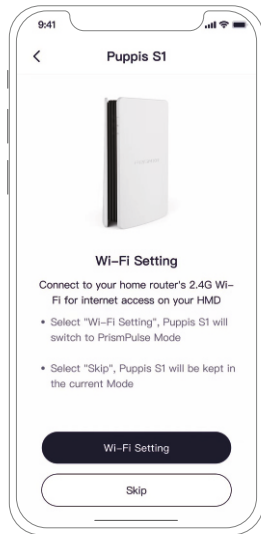 9:41
Puppis S1
Wi-Fi Setting
Connect to your home router's 2.4G Wi-
Fi for internet access on your HMD
• Select "Wi-Fi Setting", Puppis S1 will
switch to PrismPulse Mode
• Select "Skip", Puppis S1 will be kept in
the current Mode
Wi-Fi Setting
Skip